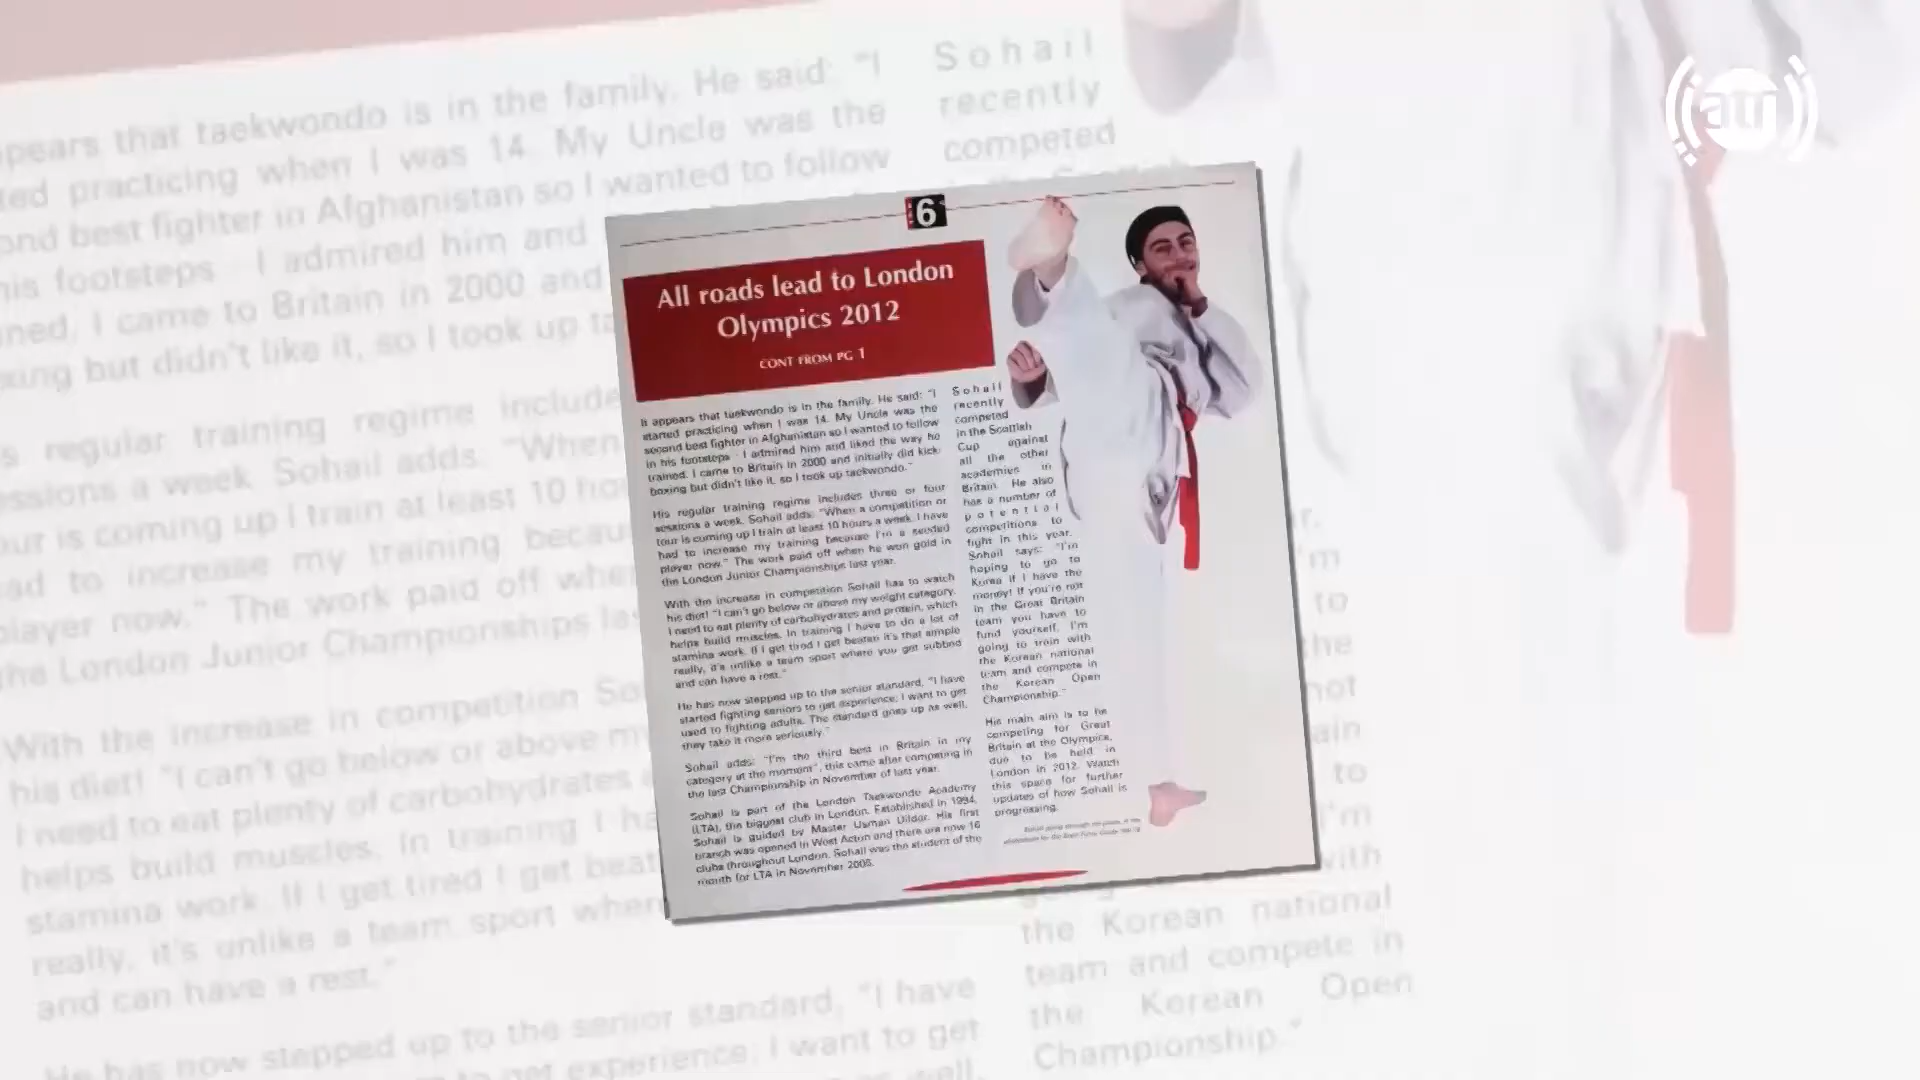 6
All roads lead to London
Olympics 2012
CONT FROM PG 1
It appears that taekwondo is in the family. He said: "I
started practicing when I was 14. My Uncle was the
second best fighter in Afghanistan so I wanted to follow
in his footsteps - I admired him and liked the way he
trained. I came to Britain in 2000 and initially did kick-
boxing but didn't like it, so I took up taekwondo."
His regular training regime includes three or four
sessions a week. Sohail adds: "When a competition or
tour is coming up I train at least 10 hours a week. I have
had to increase my training because I'm a seeded
player now." The work paid off when he won gold in
the London Junior Championships last year.
With the increase in competition Sohail has to watch
his diet! "I can't go below or above my weight category.
I need to eat plenty of carbohydrates and protein, which
helps build muscles. In training I have to do a lot of
stamina work. If I get tired I get beaten it's that simple
really, it's unlike a team sport where you get subbed
and can have a rest."
He has now stepped up to the senior standard, "I have
started fighting seniors to get experience; I want to get
used to fighting adults. The standard goes up as well,
they take it more seriously."
Sohail adds: "I'm the third best in Britain in my
category at the moment", this came after competing in
the last Championship in November of last year.
Sohail is part of the London Taekwondo Academy
(LTA), the biggest club in London. Established in 1994,
Sohail is guided by Master Usman Dildar. His first
branch was opened in West Acton and there are now 16
clubs throughout London. Sohail was the student of the
month for LTA in November 2005.
Sohail
recently
competed
in the Scottish
Cup against
all the other
academies in
Britain. He also
has a number of
potential
competitions to
fight in this year.
Sohail says: "I'm
hoping to go to
Korea if I have the
money! If you're not
in the Great Britain
team you have to
fund yourself. I'm
going to train with
the Korean national
team and compete in
the Korean Open
Championship."
His main aim is to be
competing for Great
Britain at the Olympics,
due to be held in
London in 2012. Watch
this space for further
updates of how Sohail is
progressing.